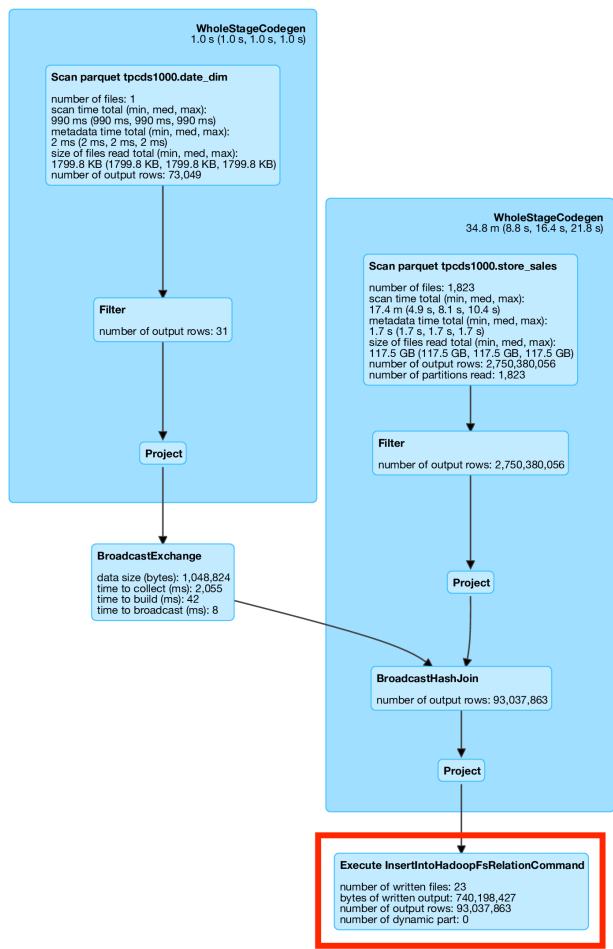 WholeStageCodegen
1.0 s (1.0 s, 1.0 s, 1.0 s)
Scan parquet tpcds1000.date_dim
number of files: 1
scan time total (min, med, max):
990 ms (990 ms, 990 ms, 990 ms)
metadata time total (min, med, max):
2 ms (2 ms, 2 ms, 2 ms)
size of files read total (min, med, max):
1799.8 KB (1799.8 KB, 1799.8 KB, 1799.8 KB)
number of output rows: 73,049
Filter
number of output rows: 31
Project
BroadcastExchange
data size (bytes): 1,048,824
time to collect (ms): 2,055
time to build (ms): 42
time to broadcast (ms): 8
WholeStageCodegen
34.8 m (8.8 s, 16.4 s, 21.8 s)
Scan parquet tpcds1000.store_sales
number of files: 1,823
scan time total (min, med, max):
17.4 m (4.9 s, 8.1 s, 10.4 s)
metadata time total (min, med, max):
1.7 s (1.7 s, 1.7 s, 1.7 s)
size of files read total (min, med, max):
117.5 GB (117.5 GB, 117.5 GB, 117.5 GB)
number of output rows: 2,750,380,056
number of partitions read: 1,823
Filter
number of output rows: 2,750,380,056
Project
BroadcastHashJoin
number of output rows: 93,037,863
Project
Execute InsertIntoHadoopFsRelationCommand
number of written files: 23
bytes of written output: 740,198,427
number of output rows: 93,037,863
number of dynamic part: 0